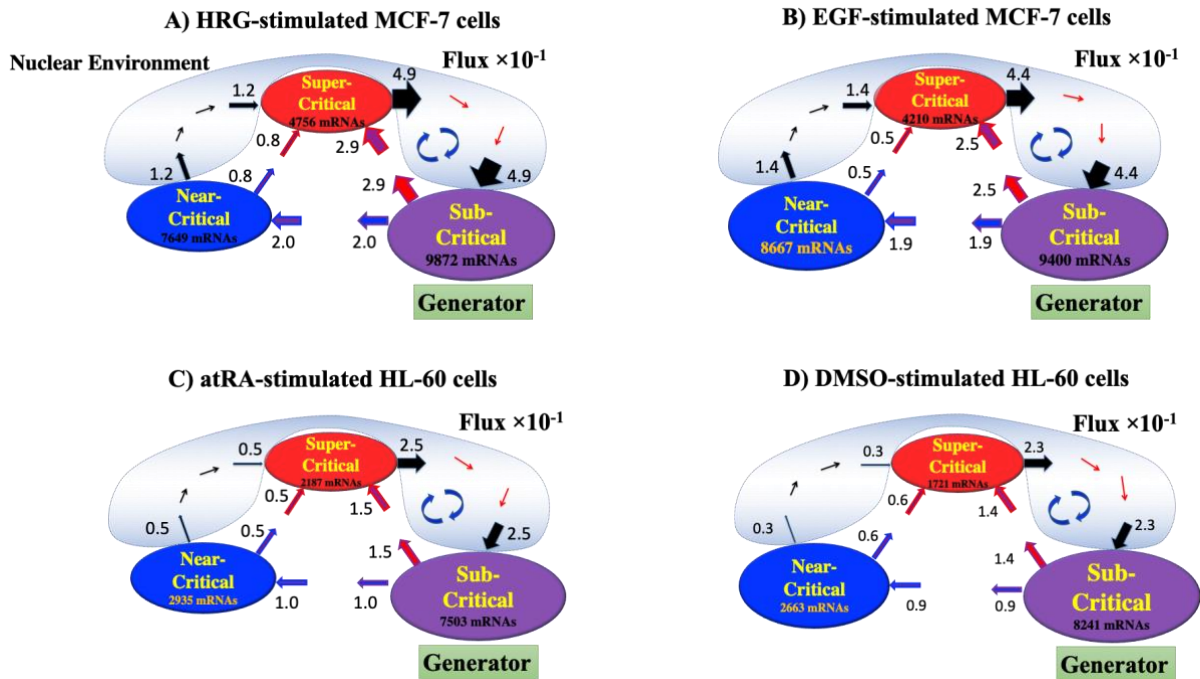 A) HRG-stimulated MCF-7 cells
Nuclear Environment
Flux ×10-1
1.2
Super-
Critical
4756 mRNAs
4.9
0.8
2.9
1.2
0.8
2.9
4.9
Near-
Critical
7649 mRNAs
2.0
2.0
Sub-
Critical
9872 mRNAs
Generator
B) EGF-stimulated MCF-7 cells
Flux ×10-1
1.4
Super-
Critical
4210 mRNAs
4.4
0.5
2.5
1.4
0.5
2.5
4.4
Near-
Critical
8667 mRNAs
1.9
1.9
Sub-
Critical
9400 mRNAs
Generator
C) atRA-stimulated HL-60 cells
Flux ×10-1
0.5
Super-
Critical
2187 mRNAs
2.5
0.5
1.5
0.5
0.5
1.5
2.5
Near-
Critical
2935 mRNAs
1.0
1.0
Sub-
Critical
7503 mRNAs
Generator
D) DMSO-stimulated HL-60 cells
Flux ×10-1
0.3
Super-
Critical
1721 mRNAs
2.3
0.6
1.4
0.3
0.6
1.4
2.3
Near-
Critical
2663 mRNAs
0.9
0.9
Sub-
Critical
8241 mRNAs
Generator